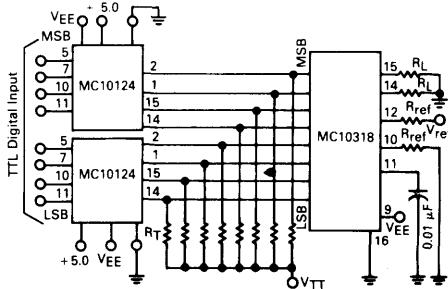 VEE + 5.0
MSB
5
7
10
11
MC10124
2
1
15
14
TTL Digital Input
5
7
10
11
LSB
MC10124
2
1
15
14
+5.0 VEE
RT
VTT
MSB
LSB
MC10318
15 RL
14 RL
12 Rref
Vref
10 Rref
11
9 VEE
16
0.01 µF